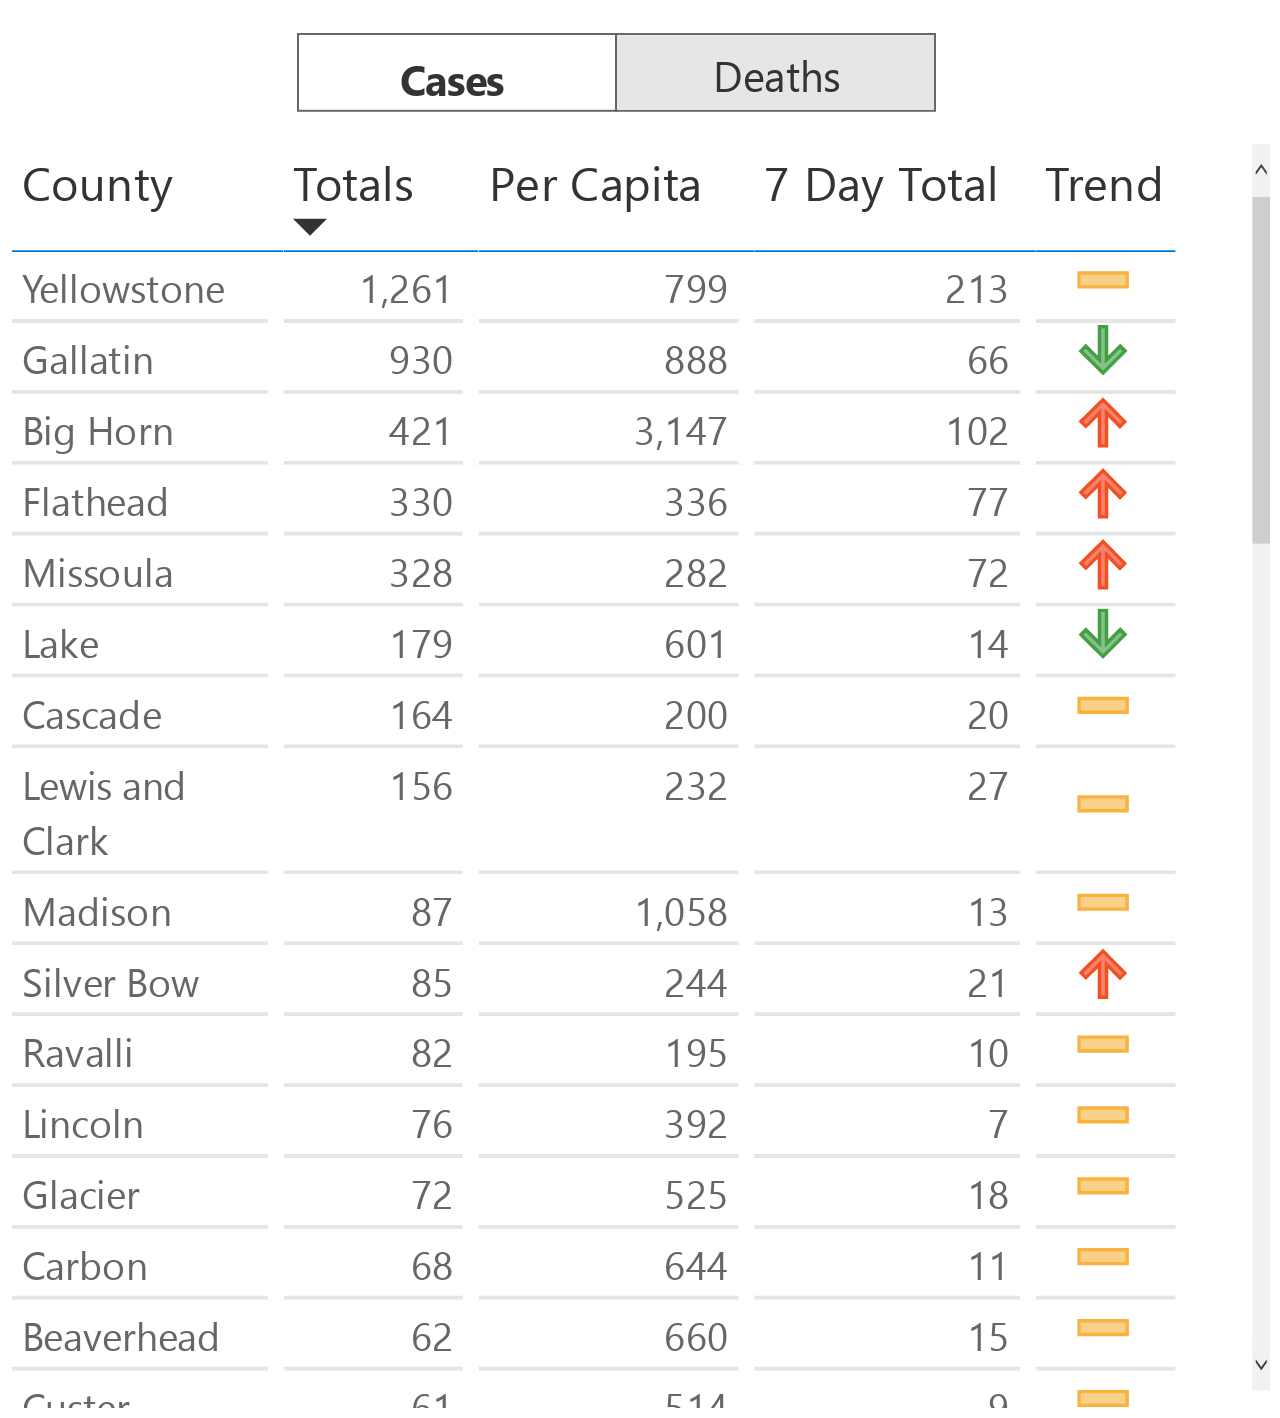 Cases Deaths
County Totals Per Capita 7 Day Total Trend
Yellowstone 1,261 799 213
Gallatin 930 888 66
Big Horn 421 3,147 102
Flathead 330 336 77
Missoula 328 282 72
Lake 179 601 14
Cascade 164 200 20
Lewis and 156 232 27
Clark
Madison 87 1,058 13
Silver Bow 85 244 21
Ravalli 82 195 10
Lincoln 76 392 7
Glacier 72 525 18
Carbon 68 644 11
Beaverhead 62 660 15
Custer 61 514 9